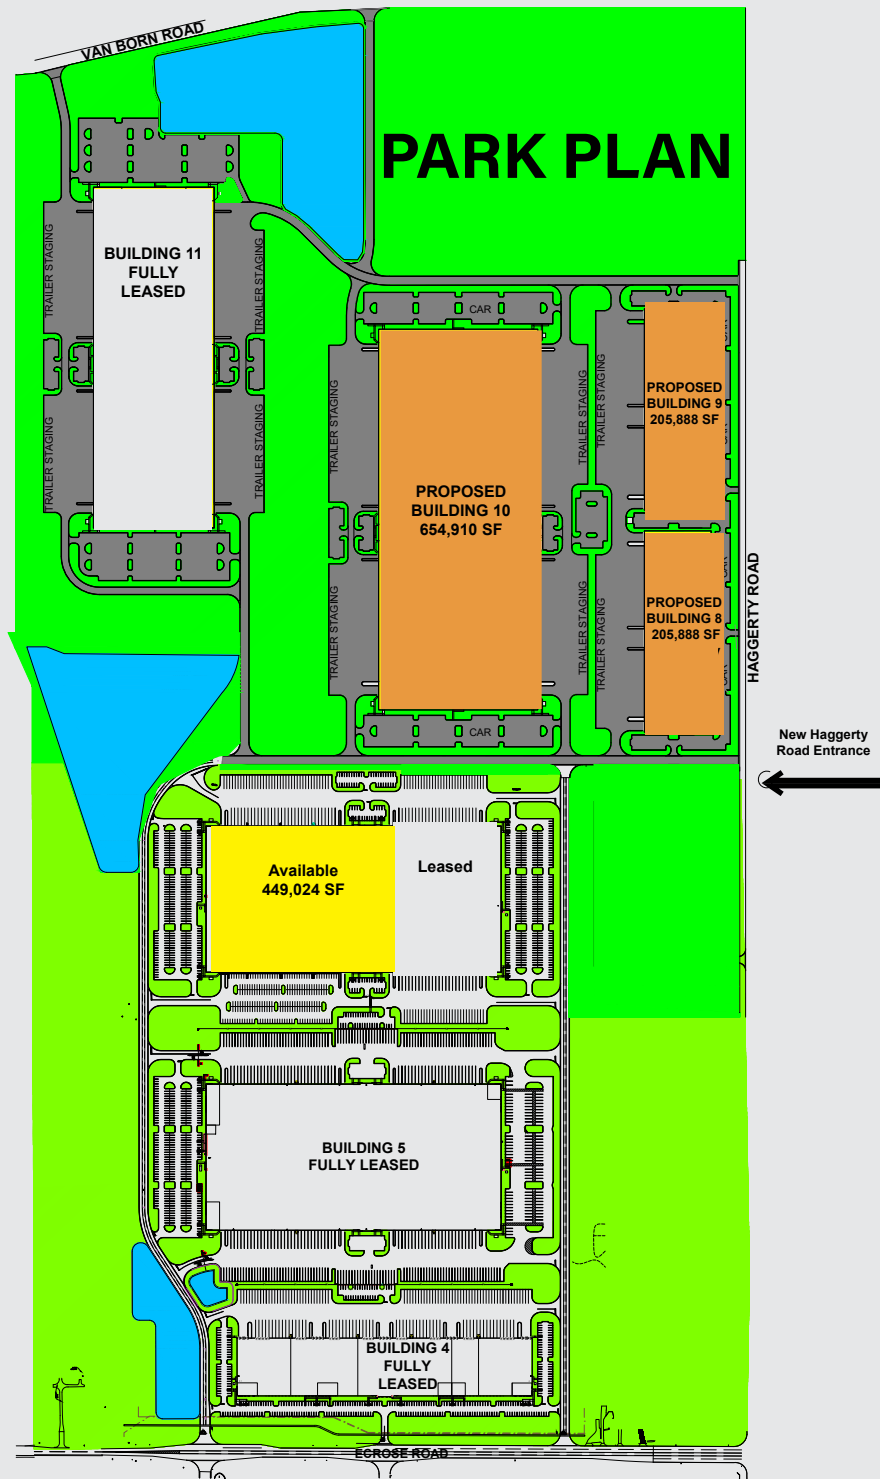 VAN BORN ROAD
PARK PLAN
BUILDING 11
FULLY
LEASED
TRAILER STAGING
TRAILER STAGING
TRAILER STAGING
TRAILER STAGING
CAR
PROPOSED
BUILDING 10
654,910 SF
TRAILER STAGING
TRAILER STAGING
TRAILER STAGING
TRAILER STAGING
CAR
TRAILER STAGING
TRAILER STAGING
PROPOSED
BUILDING 9
205,888 SF
PROPOSED
BUILDING 8
205,888 SF
CAR
HAGGERTY ROAD
New Haggerty
Road Entrance
Available
449,024 SF
Leased
BUILDING 5
FULLY LEASED
BUILDING 4
FULLY
LEASED
ECROSE ROAD